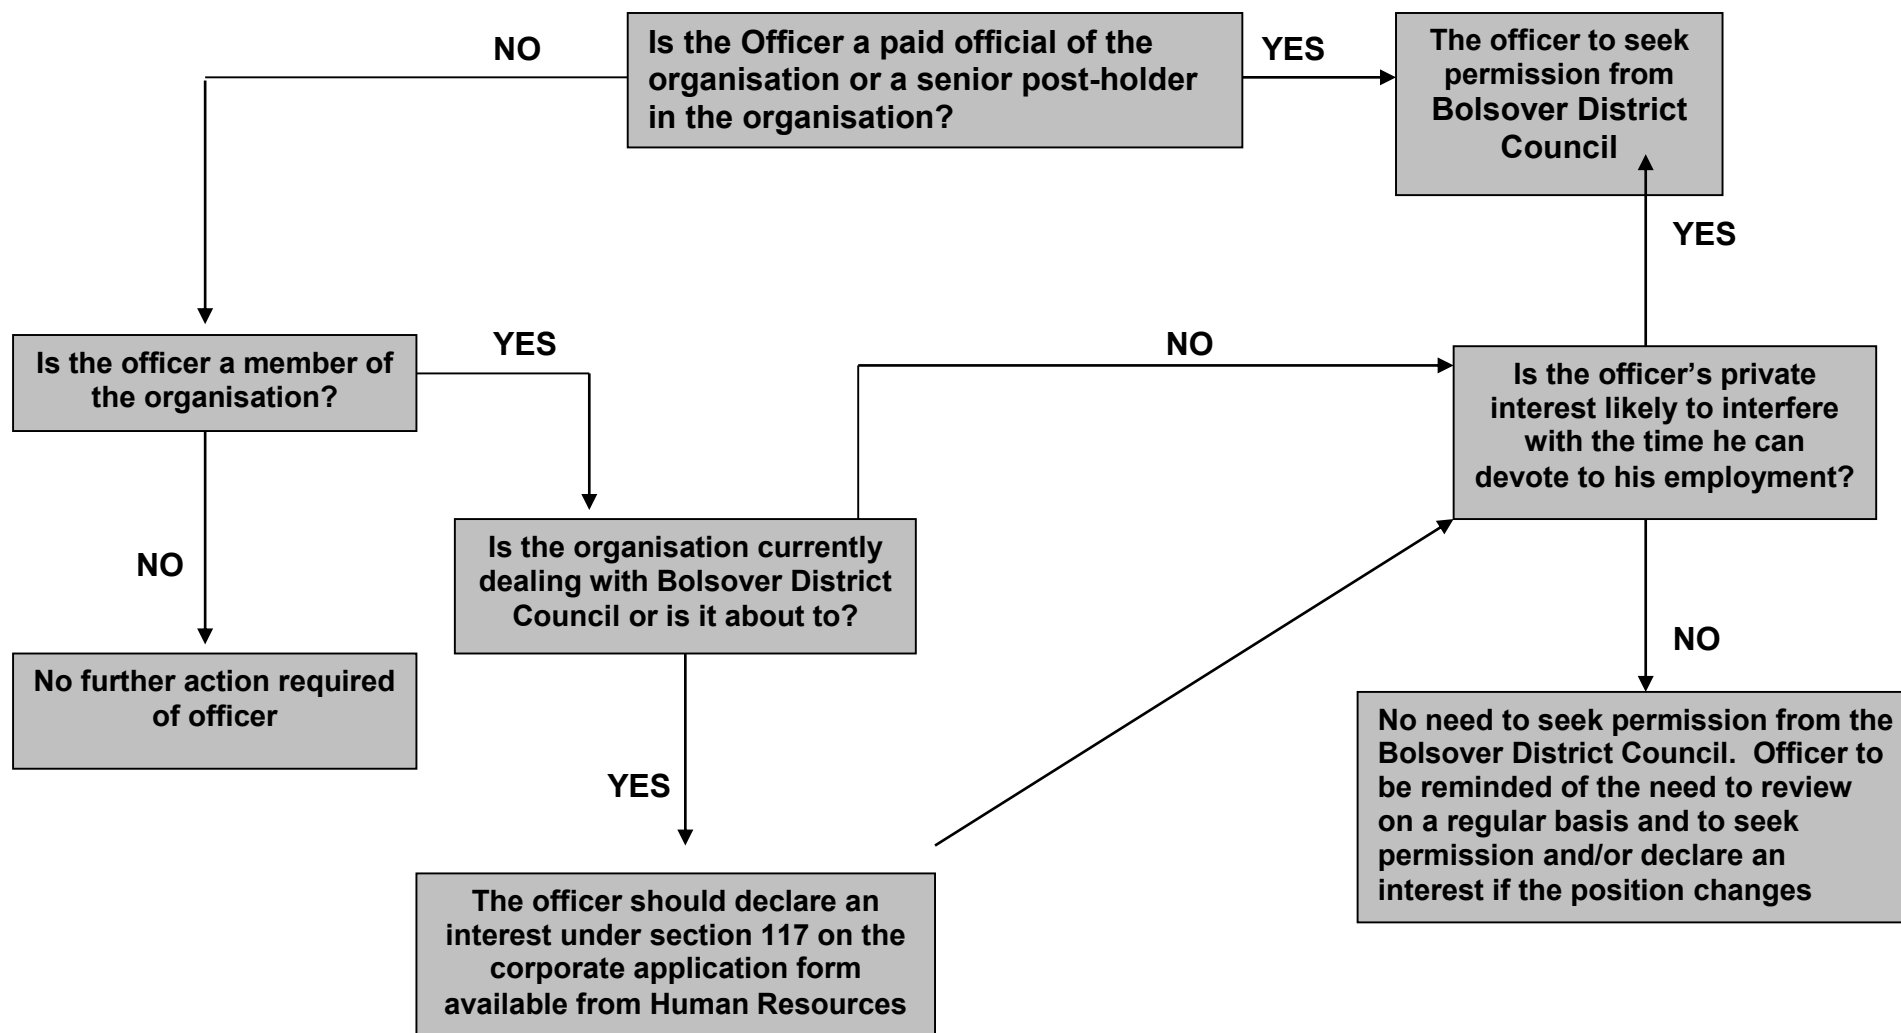 NO
Is the Officer a paid official of the
organisation or a senior post-holder
in the organisation?
YES
The officer to seek
permission from
Bolsover District
Council
YES
Is the officer a member of
the organisation?
YES
NO
Is the officer’s private
interest likely to interfere
with the time he can
devote to his employment?
NO
Is the organisation currently
dealing with Bolsover District
Council or is it about to?
NO
No further action required
of officer
YES
No need to seek permission from the
Bolsover District Council.  Officer to
be reminded of the need to review
on a regular basis and to seek
permission and/or declare an
interest if the position changes
The officer should declare an
interest under section 117 on the
corporate application form
available from Human Resources